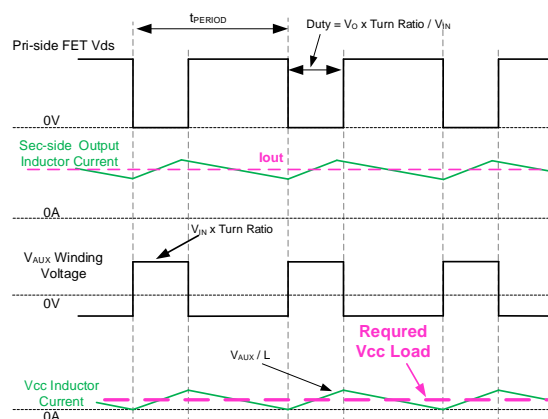 tPERIOD
Duty = VO x Turn Ratio / VIN
Pri-side FET Vds
0V
Sec-side Output
Inductor Current
Iout
0A
VIN x Turn Ratio
VAUX Winding
Voltage
0V
Requred
Vcc Load
VAUX / L
Vcc Inductor
Current
0A